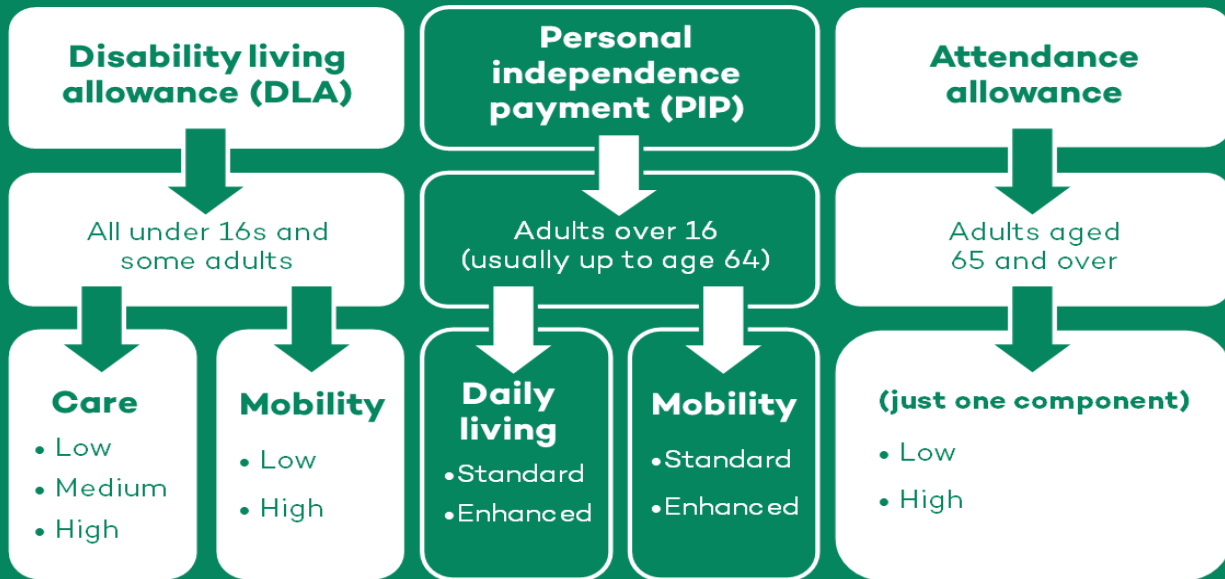 Disability living
allowance (DLA)
All under 16s and
some adults
Care
• Low
• Medium
• High
Mobility
• Low
• High
Personal
independence
payment (PIP)
Adults over 16
(usually up to age 64)
Daily
living
•Standard
•Enhanced
Mobility
•Standard
•Enhanced
Attendance
allowance
Adults aged
65 and over
(just one component)
• Low
• High